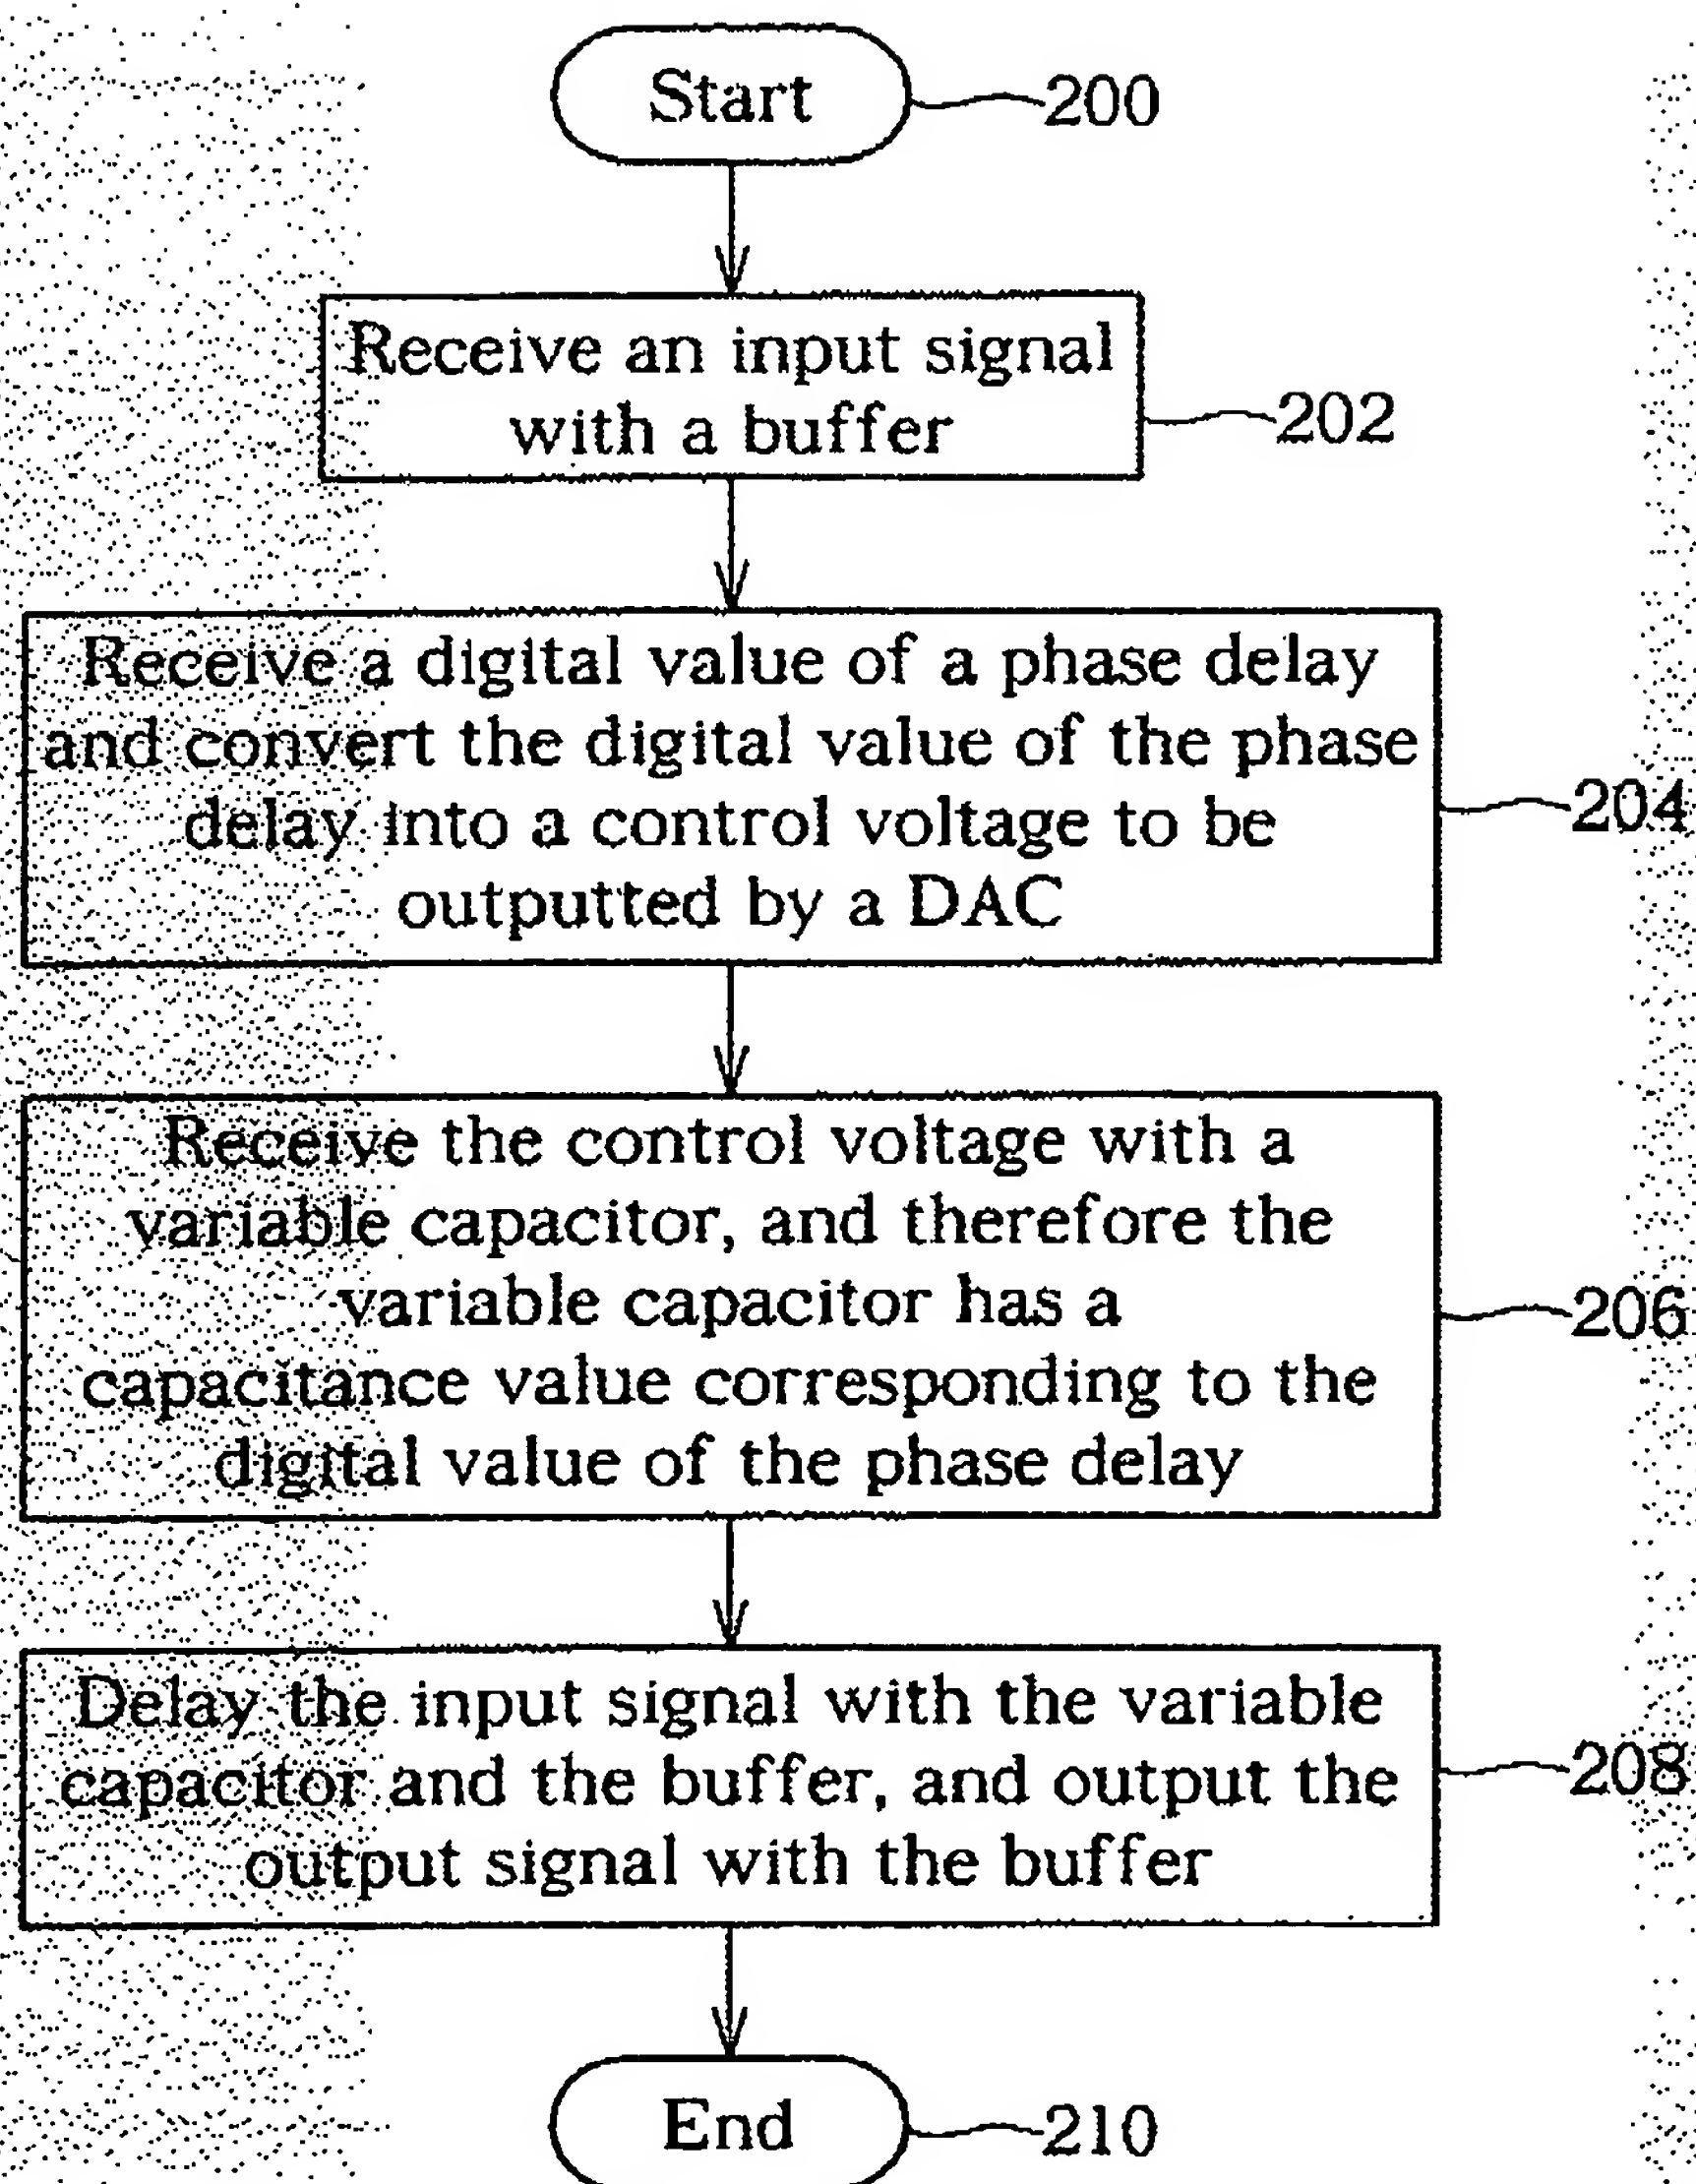 Start
200
Receive an input signal
with a buffer
202
Receive a digital value of a phase delay
and convert the digital value of the phase
delay into a control voltage to be
outputted by a DAC
204
Receive the control voltage with a
variable capacitor, and therefore the
variable capacitor has a
capacitance value corresponding to the
digital value of the phase delay
206
Delay the input signal with the variable
capacitor and the buffer, and output the
output signal with the buffer
208
End
210